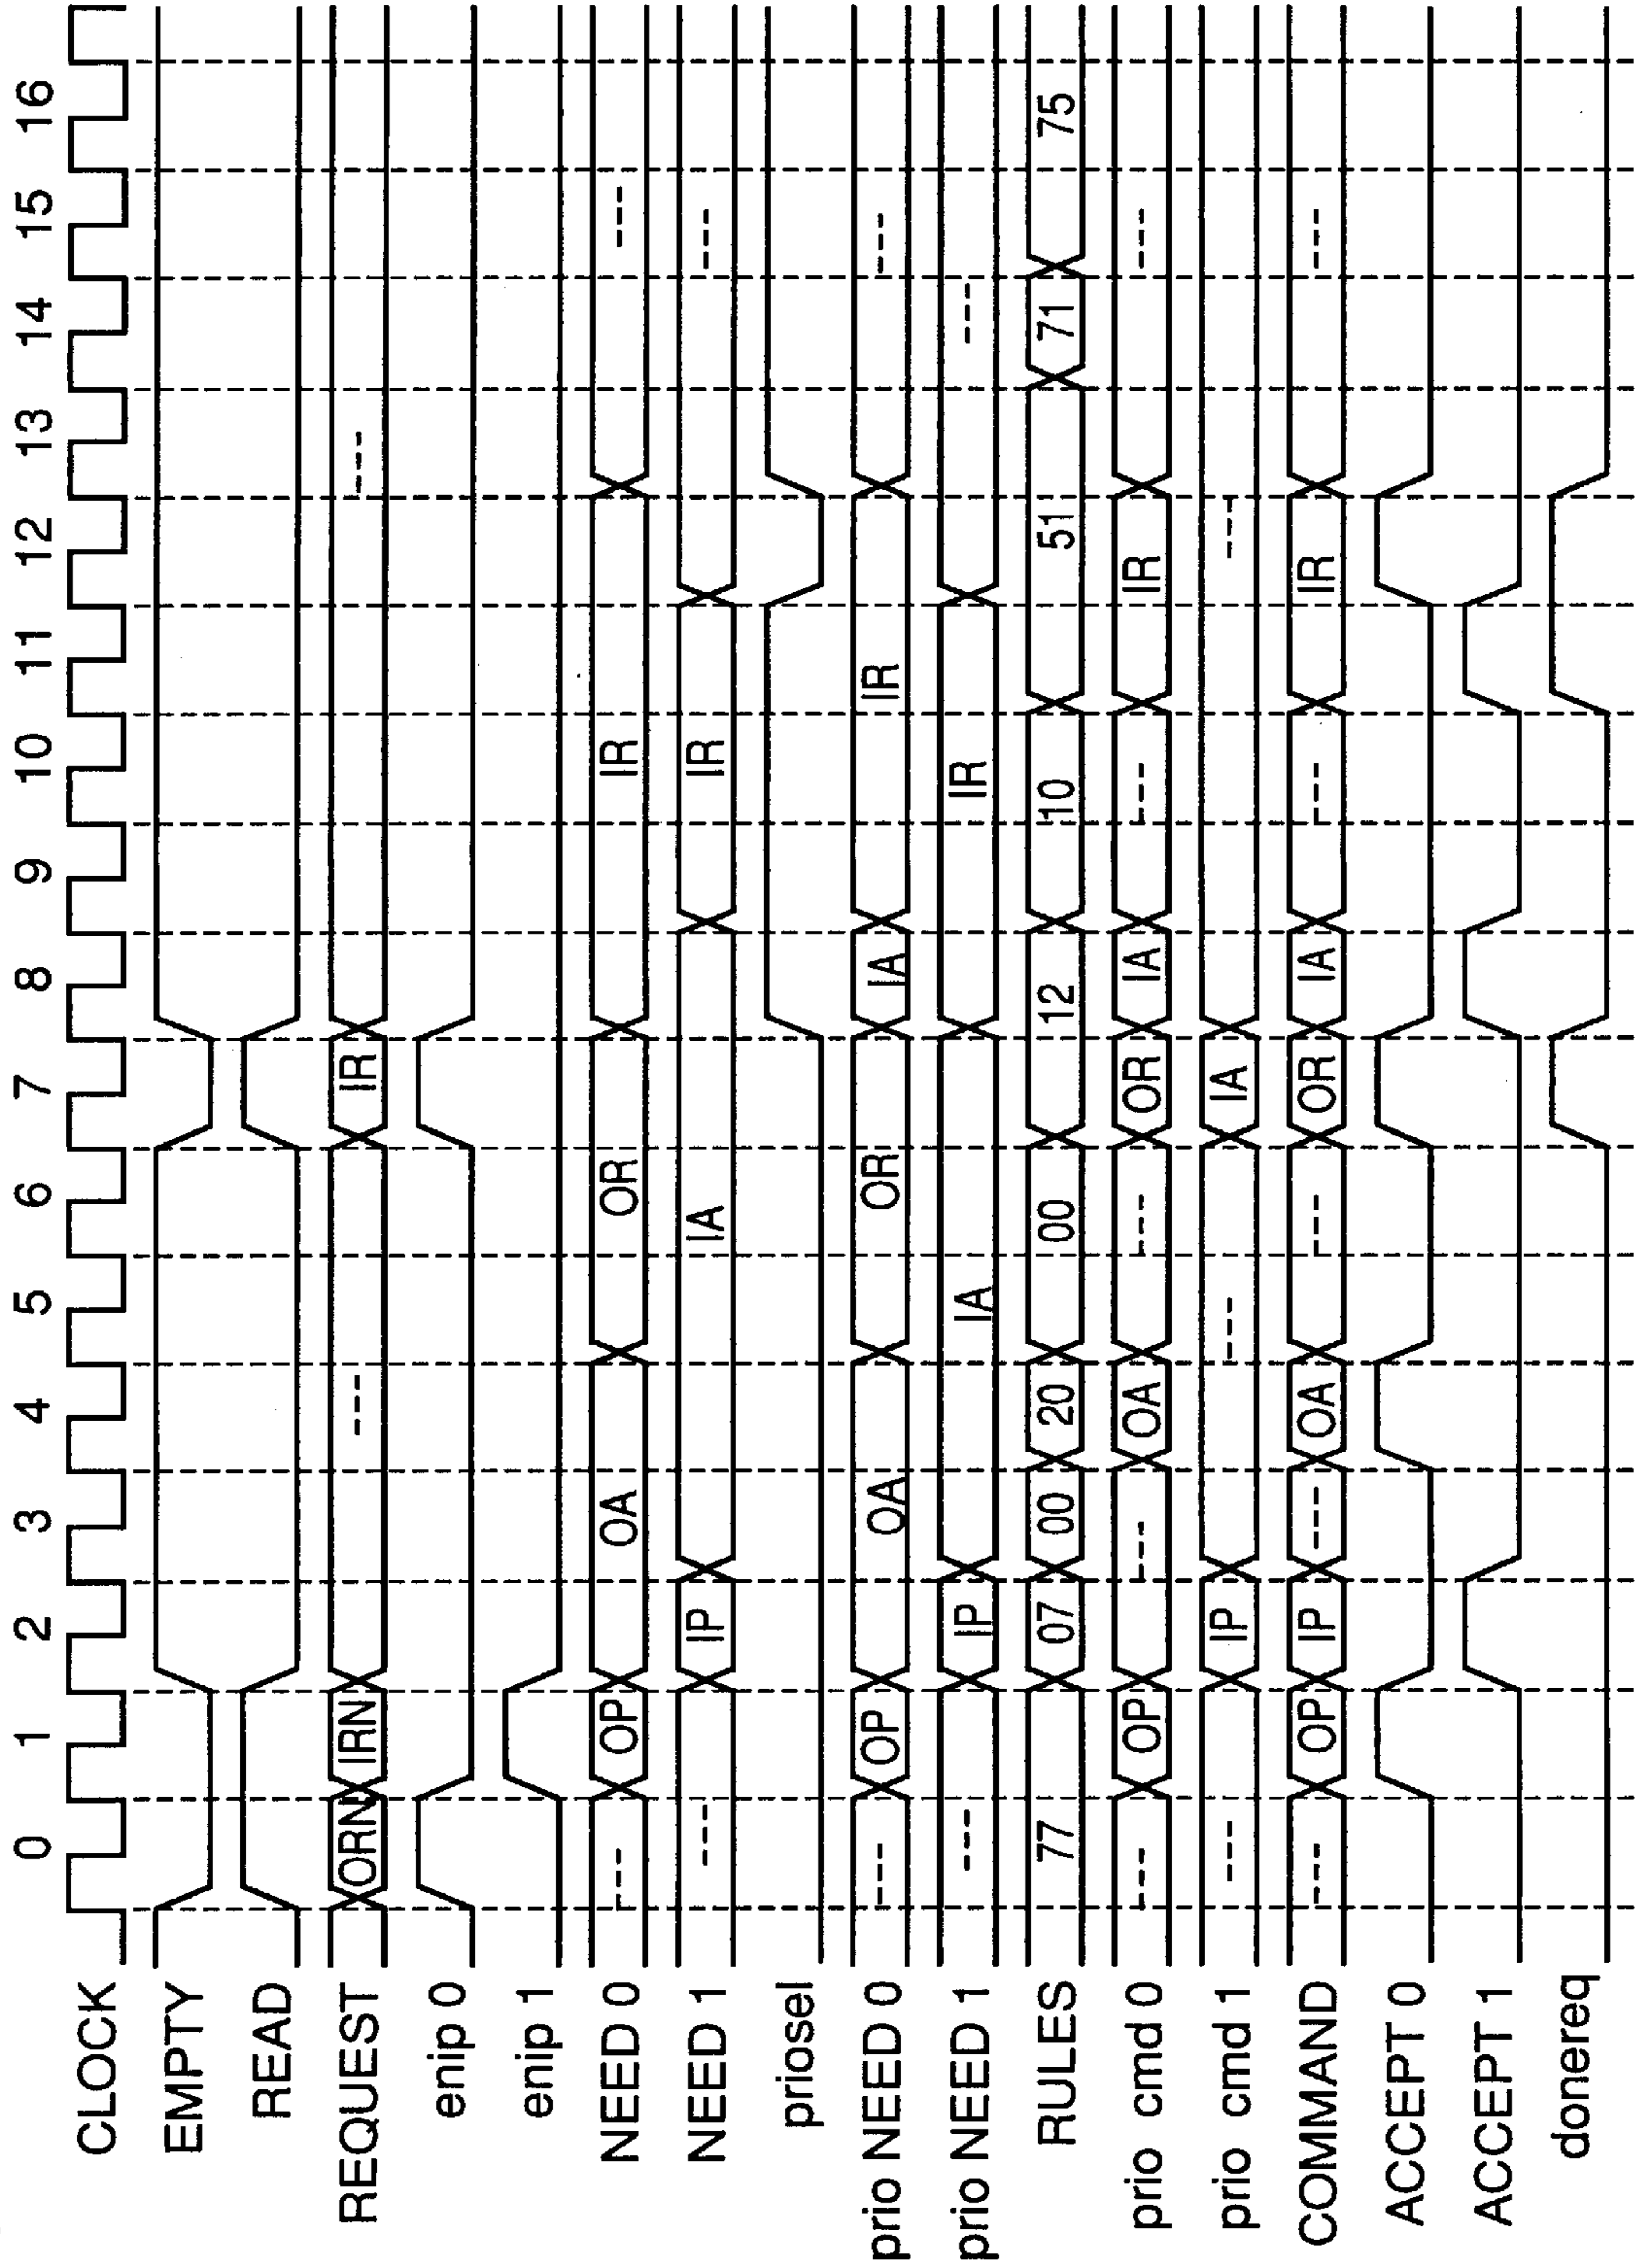 0 1 2 3 4 5 6 7 8 9 10 11 12 13 14 15 16
CLOCK
EMPTY
READ
REQUEST ORN IRN --- IR ---
enip 0
enip 1
NEED 0 --- OP OA OR IR ---
NEED 1 --- IP IA IR ---
priosel
prio NEED 0 --- OP OA OR IA IR ---
prio NEED 1 --- IP IA IR ---
RULES 77 07 00 20 00 12 10 51 71 75
prio cmd 0 --- OP --- OA --- OR IA --- IR ---
prio cmd 1 --- IP --- IA ---
COMMAND --- OP IP --- OA --- OR IA --- IR ---
ACCEPT 0
ACCEPT 1
donereq